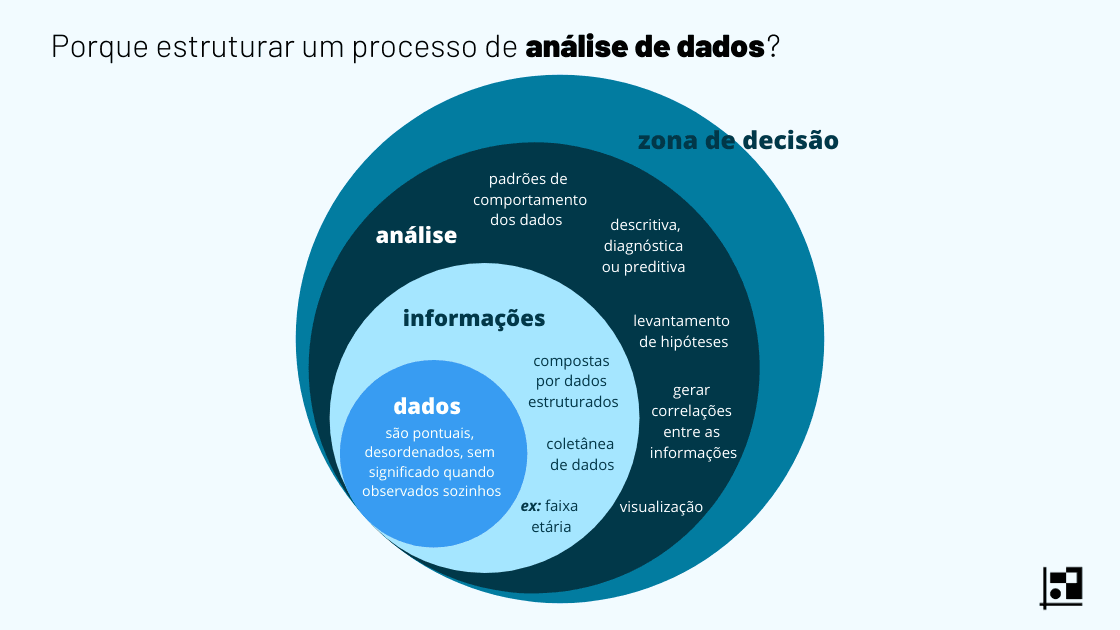 Porque estruturar um processo de análise de dados?
zona de decisão
análise
padrões de
comportamento
dos dados
descritiva,
diagnóstica
ou preditiva
levantamento
de hipóteses
gerar
correlações
entre as
informações
visualização
informações
compostas
por dados
estruturados
coletânea
de dados
ex: faixa
etária
dados
são pontuais,
desordenados, sem
significado quando
observados sozinhos